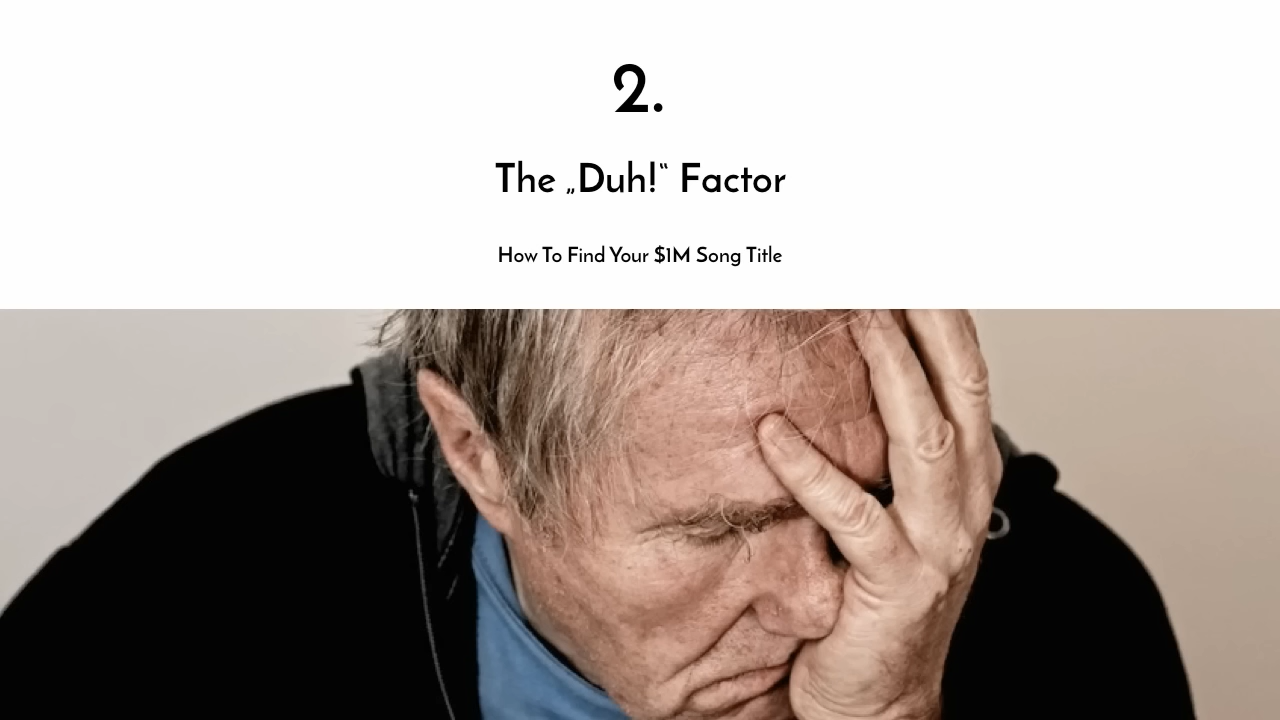 2.
The „Duh!“ Factor
How To Find Your $1M Song Title